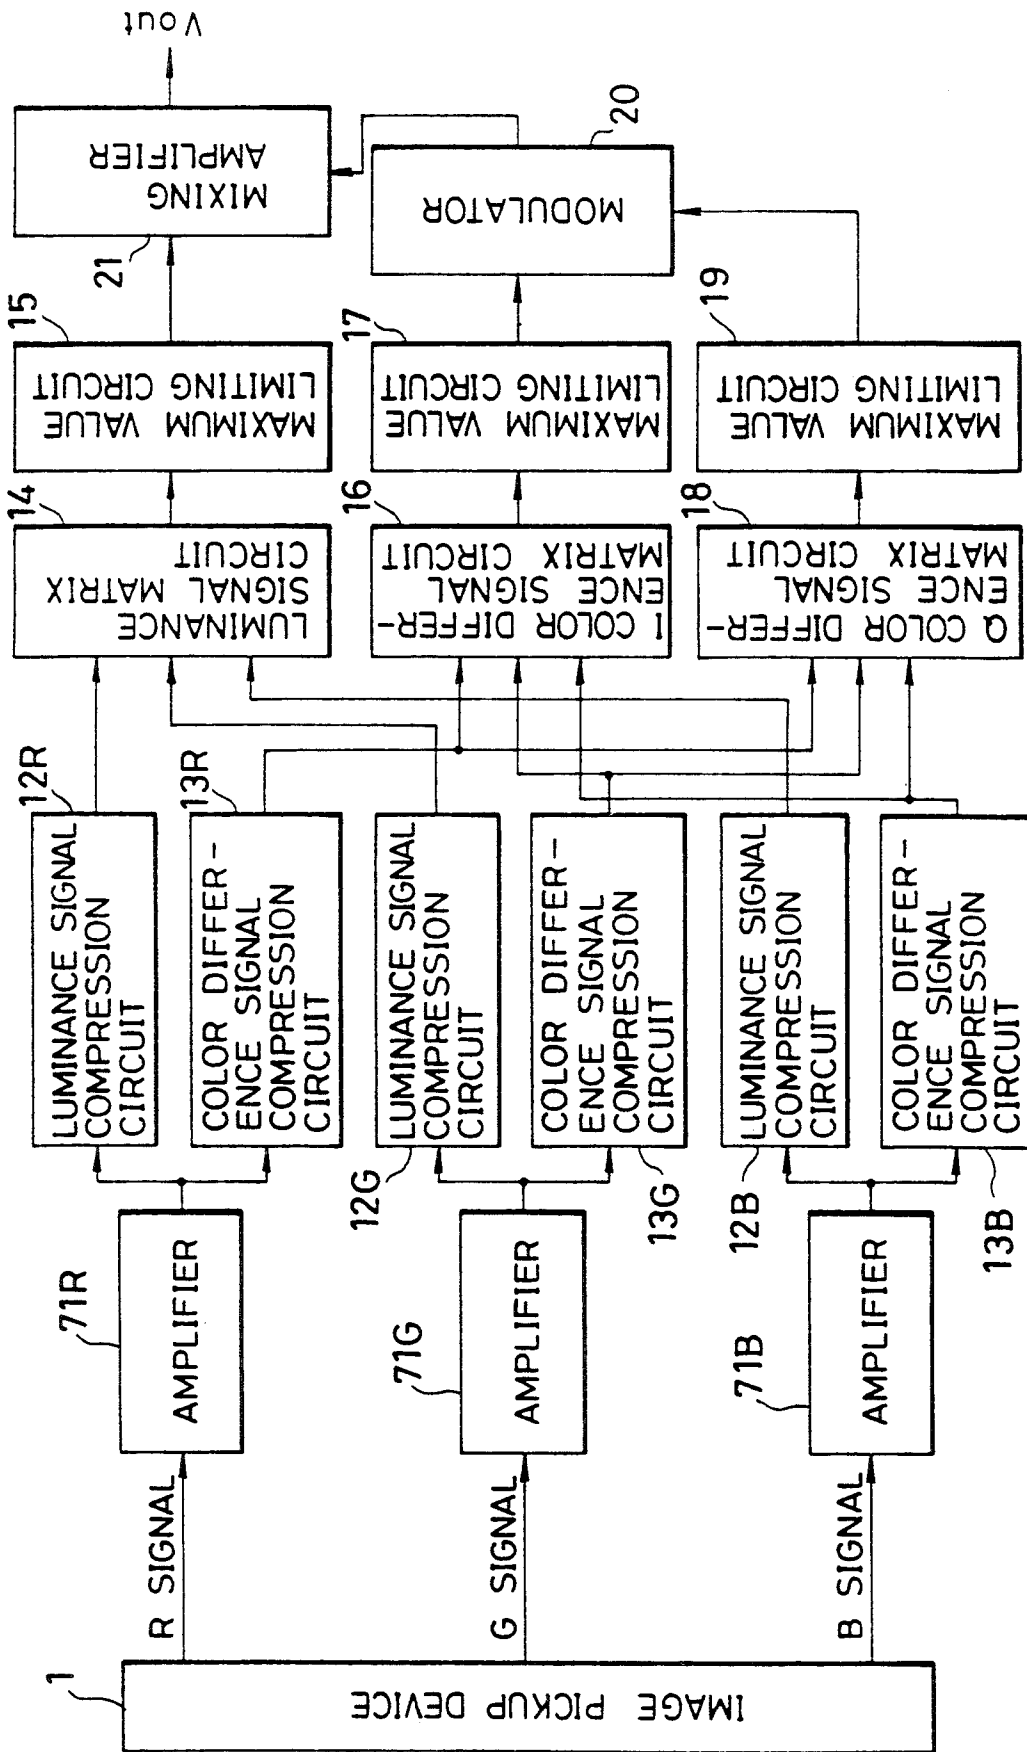 1
IMAGE PICKUP DEVICE
R SIGNAL
G SIGNAL
B SIGNAL
71R
AMPLIFIER
71G
AMPLIFIER
71B
AMPLIFIER
12R
LUMINANCE SIGNAL
COMPRESSION
CIRCUIT
13R
COLOR DIFFER-
ENCE SIGNAL
COMPRESSION
CIRCUIT
12G
LUMINANCE SIGNAL
COMPRESSION
CIRCUIT
13G
COLOR DIFFER-
ENCE SIGNAL
COMPRESSION
CIRCUIT
12B
LUMINANCE SIGNAL
COMPRESSION
CIRCUIT
13B
COLOR DIFFER-
ENCE SIGNAL
COMPRESSION
CIRCUIT
14
LUMINANCE
SIGNAL MATRIX
CIRCUIT
15
MAXIMUM VALUE
LIMITING CIRCUIT
16
I COLOR DIFFER-
ENCE SIGNAL
MATRIX CIRCUIT
17
MAXIMUM VALUE
LIMITING CIRCUIT
18
Q COLOR DIFFER-
ENCE SIGNAL
MATRIX CIRCUIT
19
MAXIMUM VALUE
LIMITING CIRCUIT
20
MODULATOR
21
MIXING
AMPLIFIER
Vout